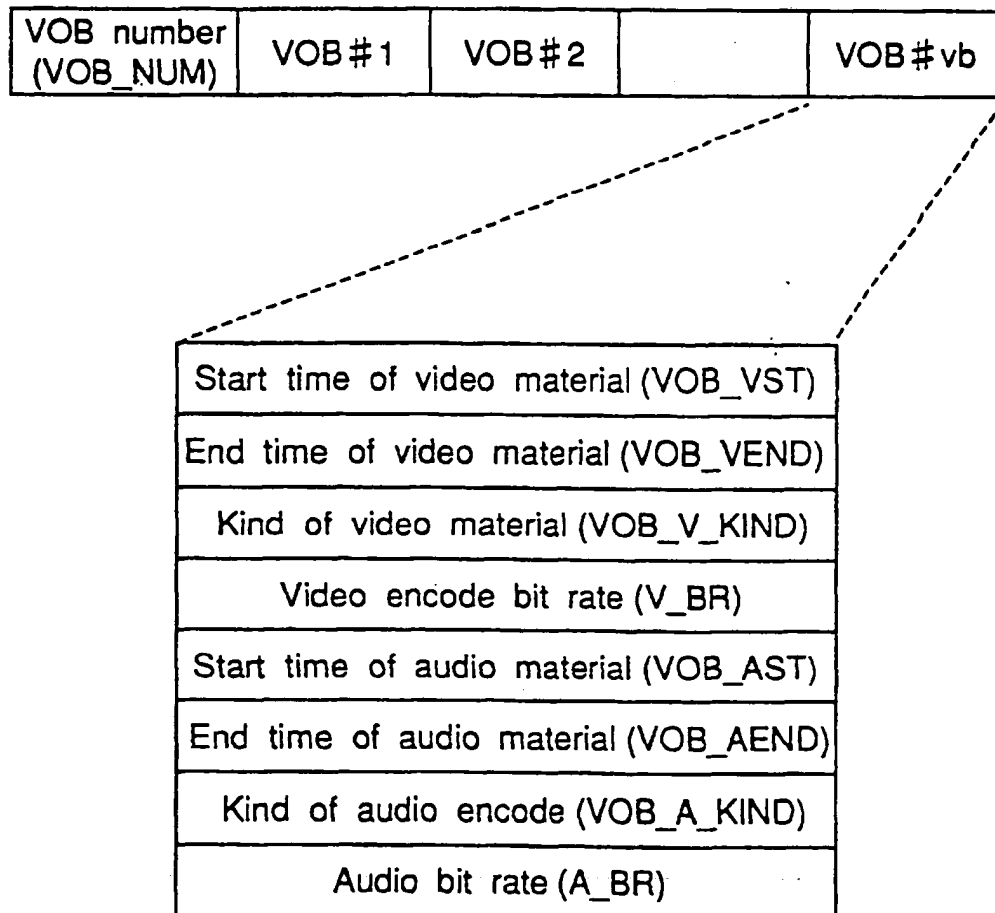 VOB number
(VOB_NUM)
VOB#1
VOB#2
VOB#vb
Start time of video material (VOB_VST)
End time of video material (VOB_VEND)
Kind of video material (VOB_V_KIND)
Video encode bit rate (V_BR)
Start time of audio material (VOB_AST)
End time of audio material (VOB_AEND)
Kind of audio encode (VOB_A_KIND)
Audio bit rate (A_BR)